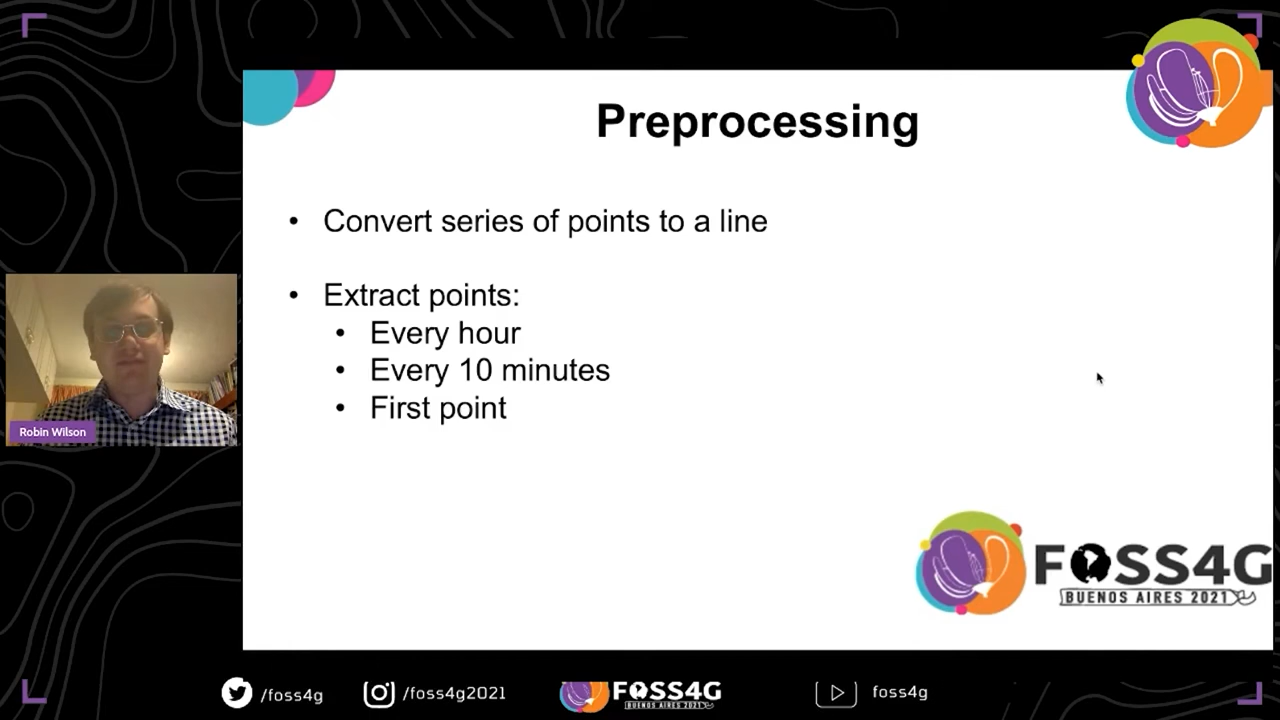 Preprocessing
• Convert series of points to a line
• Extract points:
• Every hour
• Every 10 minutes
• First point
Robin Wilson
FOSS4G
BUENOS AIRES 2021
/foss4g
/foss4g2021
FOSS4G
BUENOS AIRES 2021
foss4g